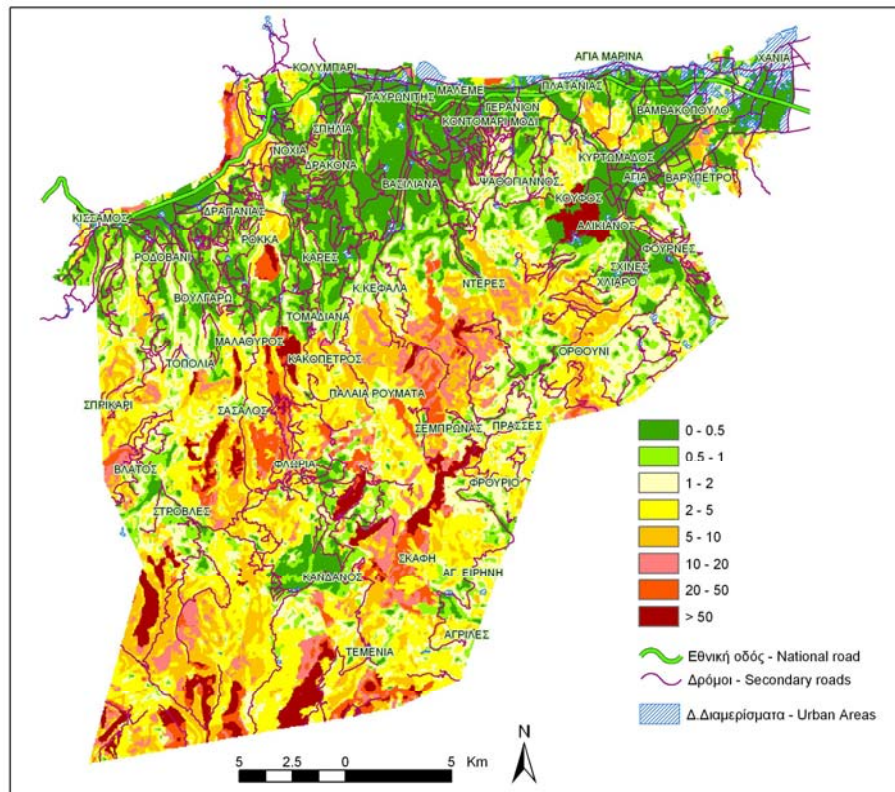 ΚΟΛΥΜΠΑΡΙ
ΑΓΙΑ ΜΑΡΙΝΑ
ΧΑΝΙΑ
ΜΑΛΕΜΕ
ΠΛΑΤΑΝΙΑΣ
ΤΑΥΡΩΝΙΤΗΣ
ΓΕΡΑΝΙΟΝ
ΒΑΜΒΑΚΟΠΟΥΛΟ
ΚΟΝΤΟΜΑΡΙ ΜΟΔΙ
ΣΠΗΛΙΑ
ΝΟΧΙΑ
ΔΡΑΚΟΝΑ
ΚΥΡΤΩΜΑΔΟΣ
ΒΑΣΙΛΙΑΝΑ
ΨΑΘΟΓΙΑΝΝΟΣ
ΑΓΙΑ
ΒΑΡΥΠΕΤΡΟ
ΚΟΥΦΟΣ
ΚΙΣΣΑΜΟΣ
ΔΡΑΠΑΝΙΑΣ
ΑΛΙΚΙΑΝΟΣ
ΡΟΚΚΑ
ΦΟΥΡΝΕΣ
ΡΟΔΟΒΑΝΙ
ΚΑΡΕΣ
ΣΧΙΝΕΣ
ΝΤΕΡΕΣ
ΧΛΙΑΡΟ
Κ.ΚΕΦΑΛΑ
ΒΟΥΛΓΑΡΩ
ΤΟΜΑΔΙΑΝΑ
ΜΑΛΑΘΥΡΟΣ
ΟΡΘΟΥΝΙ
ΚΑΚΟΠΕΤΡΟΣ
ΤΟΠΟΛΙΑ
ΠΑΛΑΙΑ ΡΟΥΜΑΤΑ
ΣΠΡΙΚΑΡΙ
ΣΑΣΑΛΟΣ
ΠΡΑΣΣΕΣ
ΣΕΜΠΡΩΝΑΣ
ΦΛΩΡΙΑ
ΒΛΑΤΟΣ
ΦΡΟΥΡΙΟ
ΣΤΡΟΒΛΕΣ
ΣΚΑΦΗ
ΑΓ. ΕΙΡΗΝΗ
ΚΑΝΔΑΝΟΣ
ΑΓΡΙΛΕΣ
ΤΕΜΕΝΙΑ
0 - 0.5
0.5 - 1
1 - 2
2 - 5
5 - 10
10 - 20
20 - 50
> 50
Εθνική οδός - National road
Δρόμοι - Secondary roads
Δ.Διαμερίσματα - Urban Areas
N
5 2.5 0 5 Km